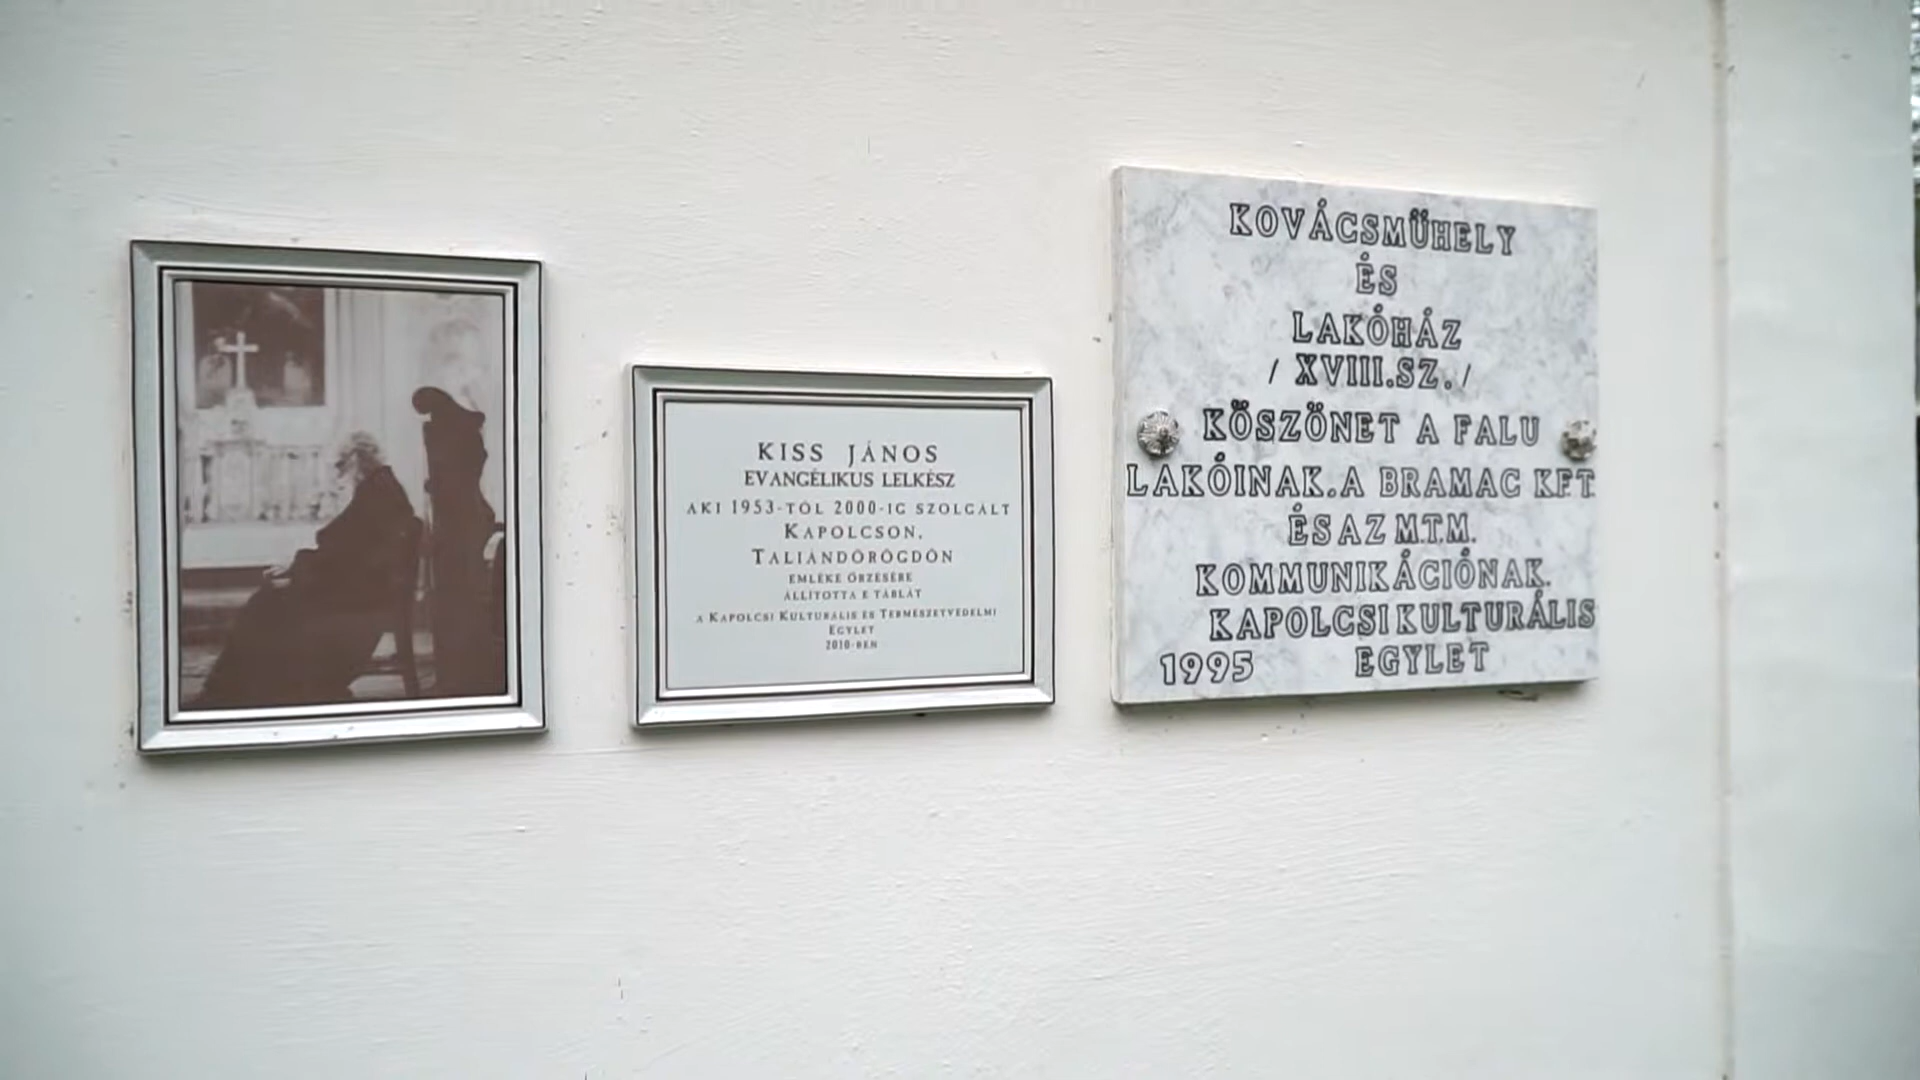 KISS JÁNOS
EVANGÉLIKUS LELKÉSZ
AKI 1953-TÓL 2000-IG SZOLGÁLT
KAPOLCSON,
TALIÁNDÖRÖGDÖN
EMLÉKE ŐRZÉSÉRE
ÁLLÍTOTTA E TÁBLÁT
A KAPOLCSI KULTURÁLIS ÉS TERMÉSZETVÉDELMI
EGYLET
2010-BEN
KOVÁCSMŰHELY
ÉS
LAKÓHÁZ
/ XVIII.SZ. /
KÖSZÖNET A FALU
LAKÓINAK.A BRAMAC KFT.
ÉS AZ M.T.M.
KOMMUNIKÁCIÓNAK.
KAPOLCSI KULTURÁLIS
1995 EGYLET